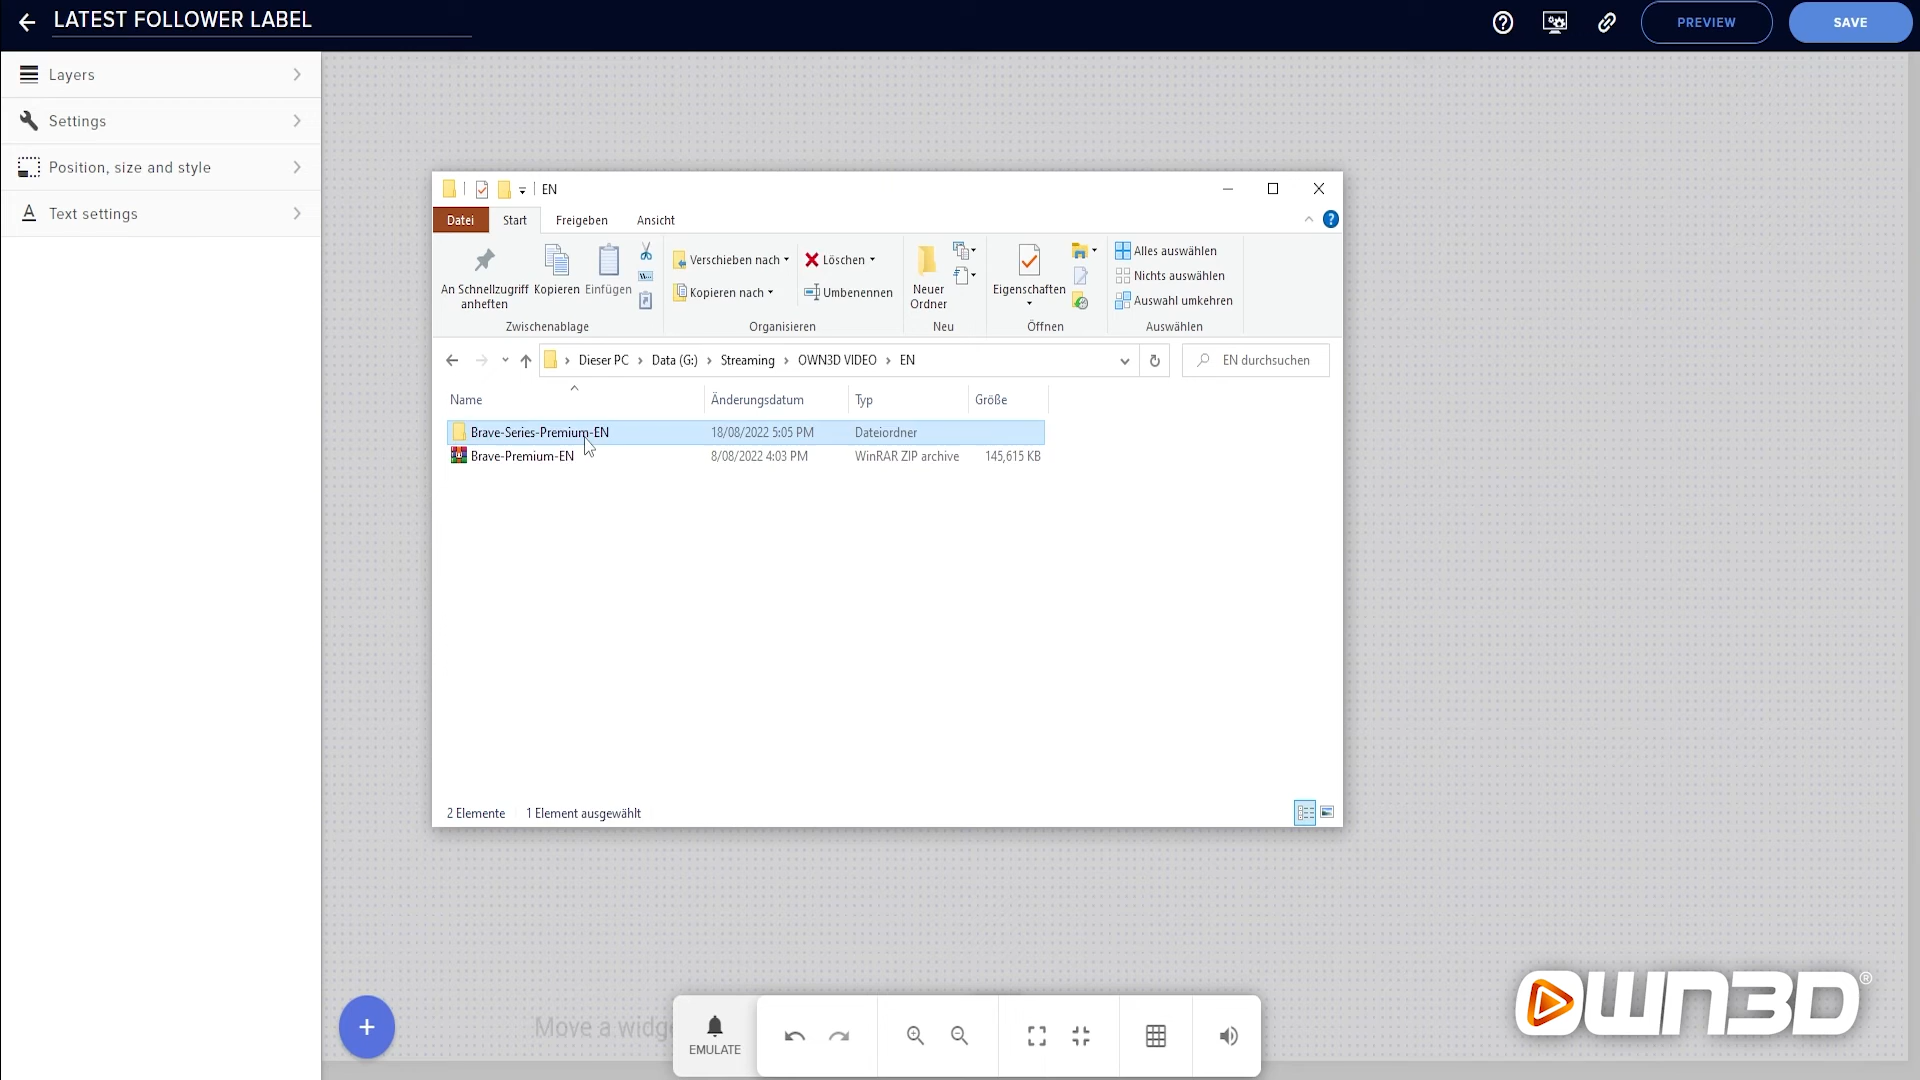 LATEST FOLLOWER LABEL
PREVIEW
SAVE
Layers
Settings
Position, size and style
Text settings
EN
Datei
Start
Freigeben
Ansicht
An Schnellzugriff
anheften
Kopieren
Einfügen
Zwischenablage
Verschieben nach
Kopieren nach
Löschen
Umbenennen
Organisieren
Neuer
Ordner
Neu
Eigenschaften
Öffnen
Alles auswählen
Nichts auswählen
Auswahl umkehren
Auswählen
Dieser PC > Data (G:) > Streaming > OWN3D VIDEO > EN
EN durchsuchen
Name Änderungsdatum Typ Größe
Brave-Series-Premium-EN 18/08/2022 5:05 PM Dateiordner
Brave-Premium-EN 8/08/2022 4:03 PM WinRAR ZIP archive 145,615 KB
2 Elemente 1 Element ausgewählt
+
Move a widge
EMULATE
OWN3D®